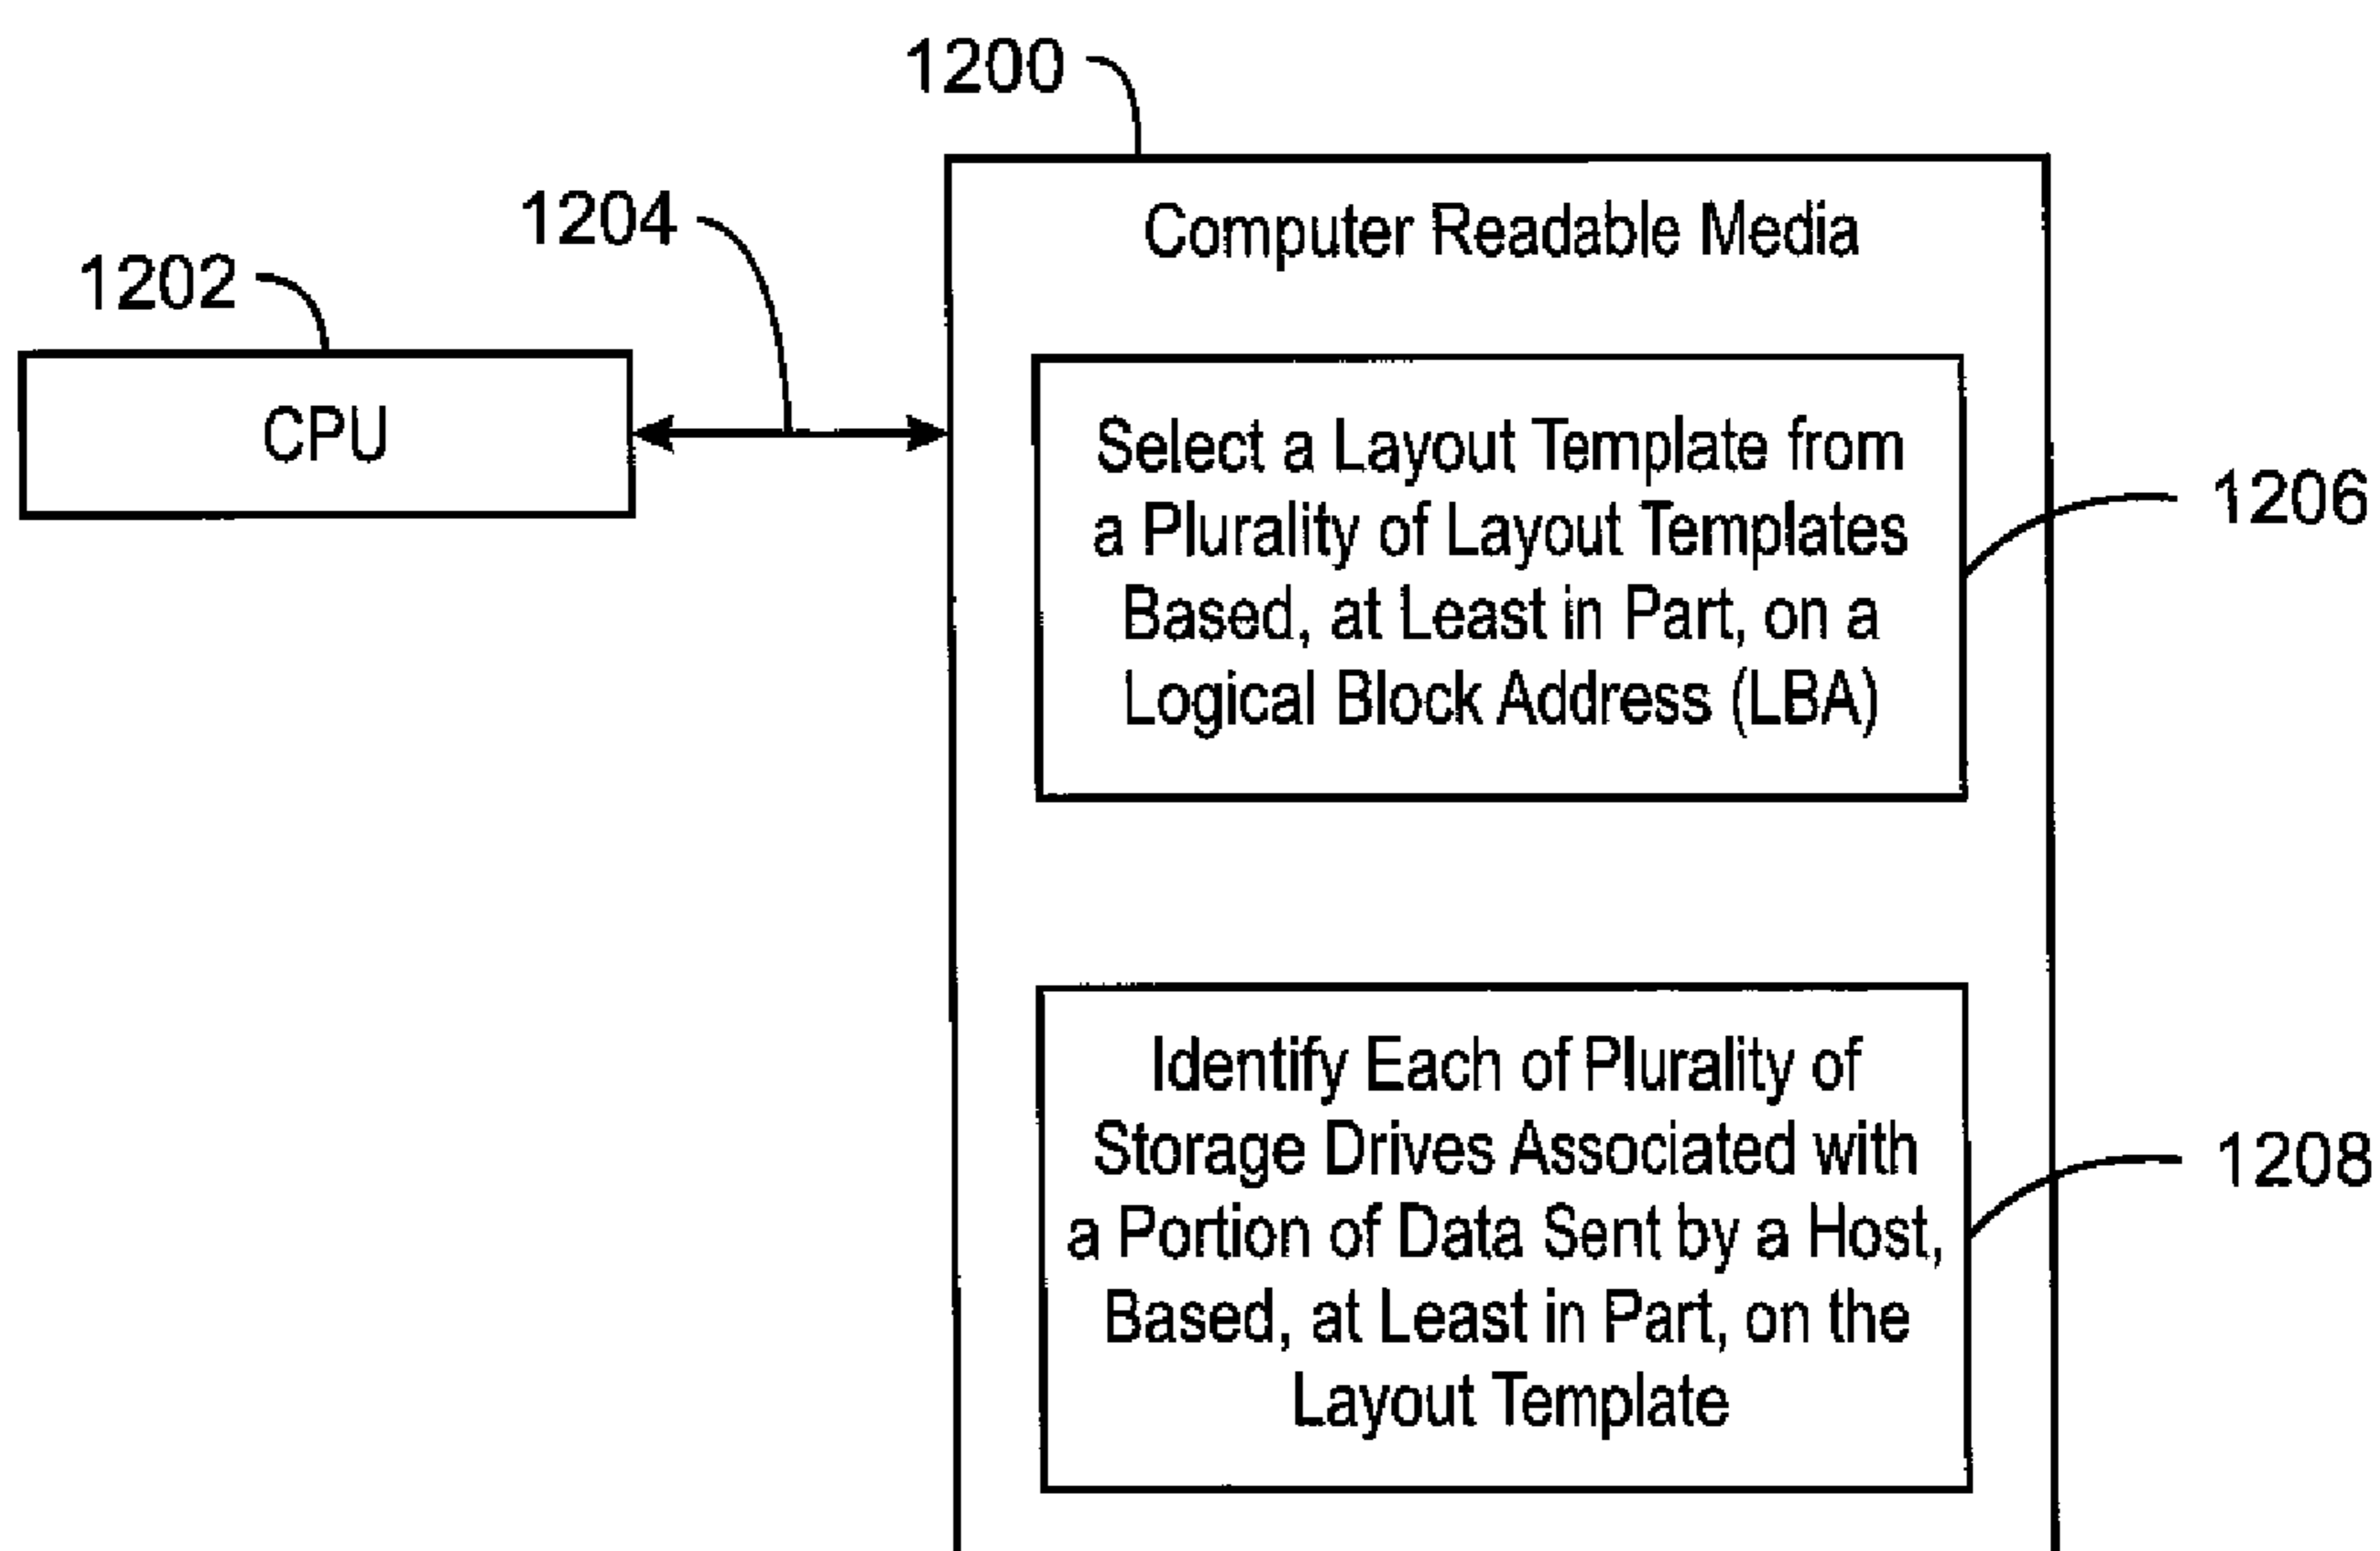 1200
Computer Readable Media
1204
1202
CPU
Select a Layout Template from
a Plurality of Layout Templates
Based, at Least in Part, on a
Logical Block Address (LBA)
1206
Identify Each of Plurality of
Storage Drives Associated with
a Portion of Data Sent by a Host,
Based, at Least in Part, on the
Layout Template
1208